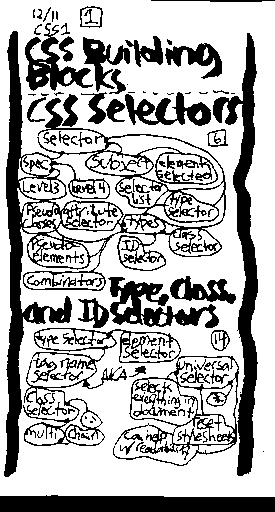 12/11 1
CSS1
CSS Building
Blocks
CSS Selectors
Selector 6
Spec Subject elements
selected
Level 3 Level 4 Selector
list Type
Selector
Pseudo
classes Attribute
Selector types
Class
Selector
Pseudo
elements ID
Selector
Combinators
Type, Class,
and ID Selectors
type Selector element
Selector 14
tag name
selector AKA * universal
Selector
Class
Selector selects
everything in
document
multi chain
can help
w/ readability reset
stylesheets